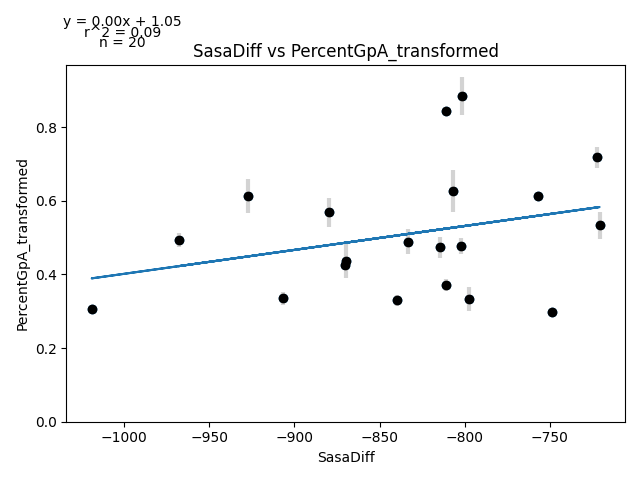 y = 0.00x + 1.05
r^2 = 0.09
n = 20
SasaDiff vs PercentGpA_transformed
PercentGpA_transformed
0.8
0.6
0.4
0.2
0.0
−1000
−950
−900
−850
−800
−750
SasaDiff